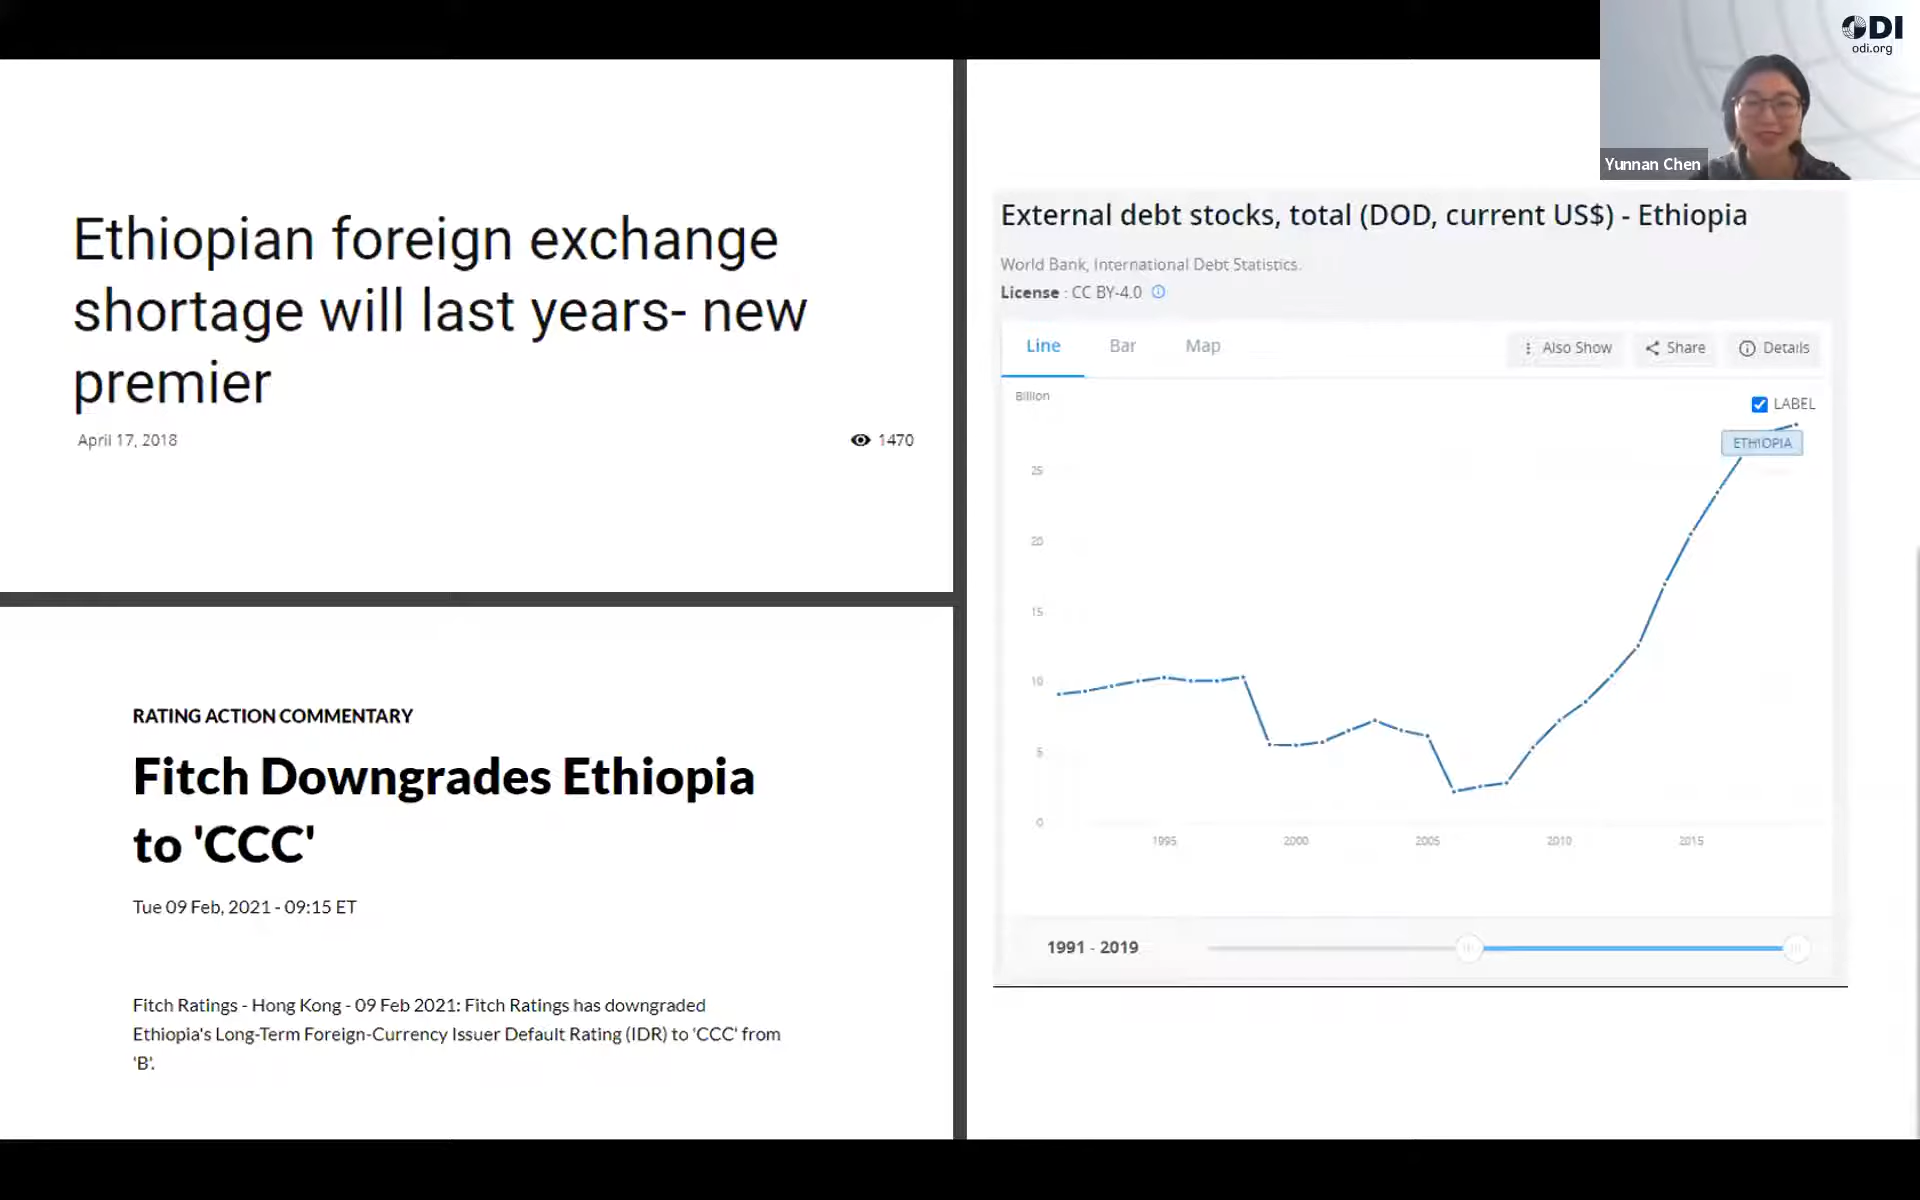 ODI
odi.org
Yunnan Chen
Ethiopian foreign exchange
shortage will last years- new
premier
April 17, 2018
1470
RATING ACTION COMMENTARY
Fitch Downgrades Ethiopia
to 'CCC'
Tue 09 Feb, 2021 - 09:15 ET
Fitch Ratings - Hong Kong - 09 Feb 2021: Fitch Ratings has downgraded
Ethiopia's Long-Term Foreign-Currency Issuer Default Rating (IDR) to 'CCC' from
'B'.
External debt stocks, total (DOD, current US$) - Ethiopia
World Bank, International Debt Statistics.
License : CC BY-4.0
Line Bar Map Also Show Share Details
Billion
LABEL
ETHIOPIA
25
20
15
10
5
0
1995 2000 2005 2010 2015
1991 - 2019